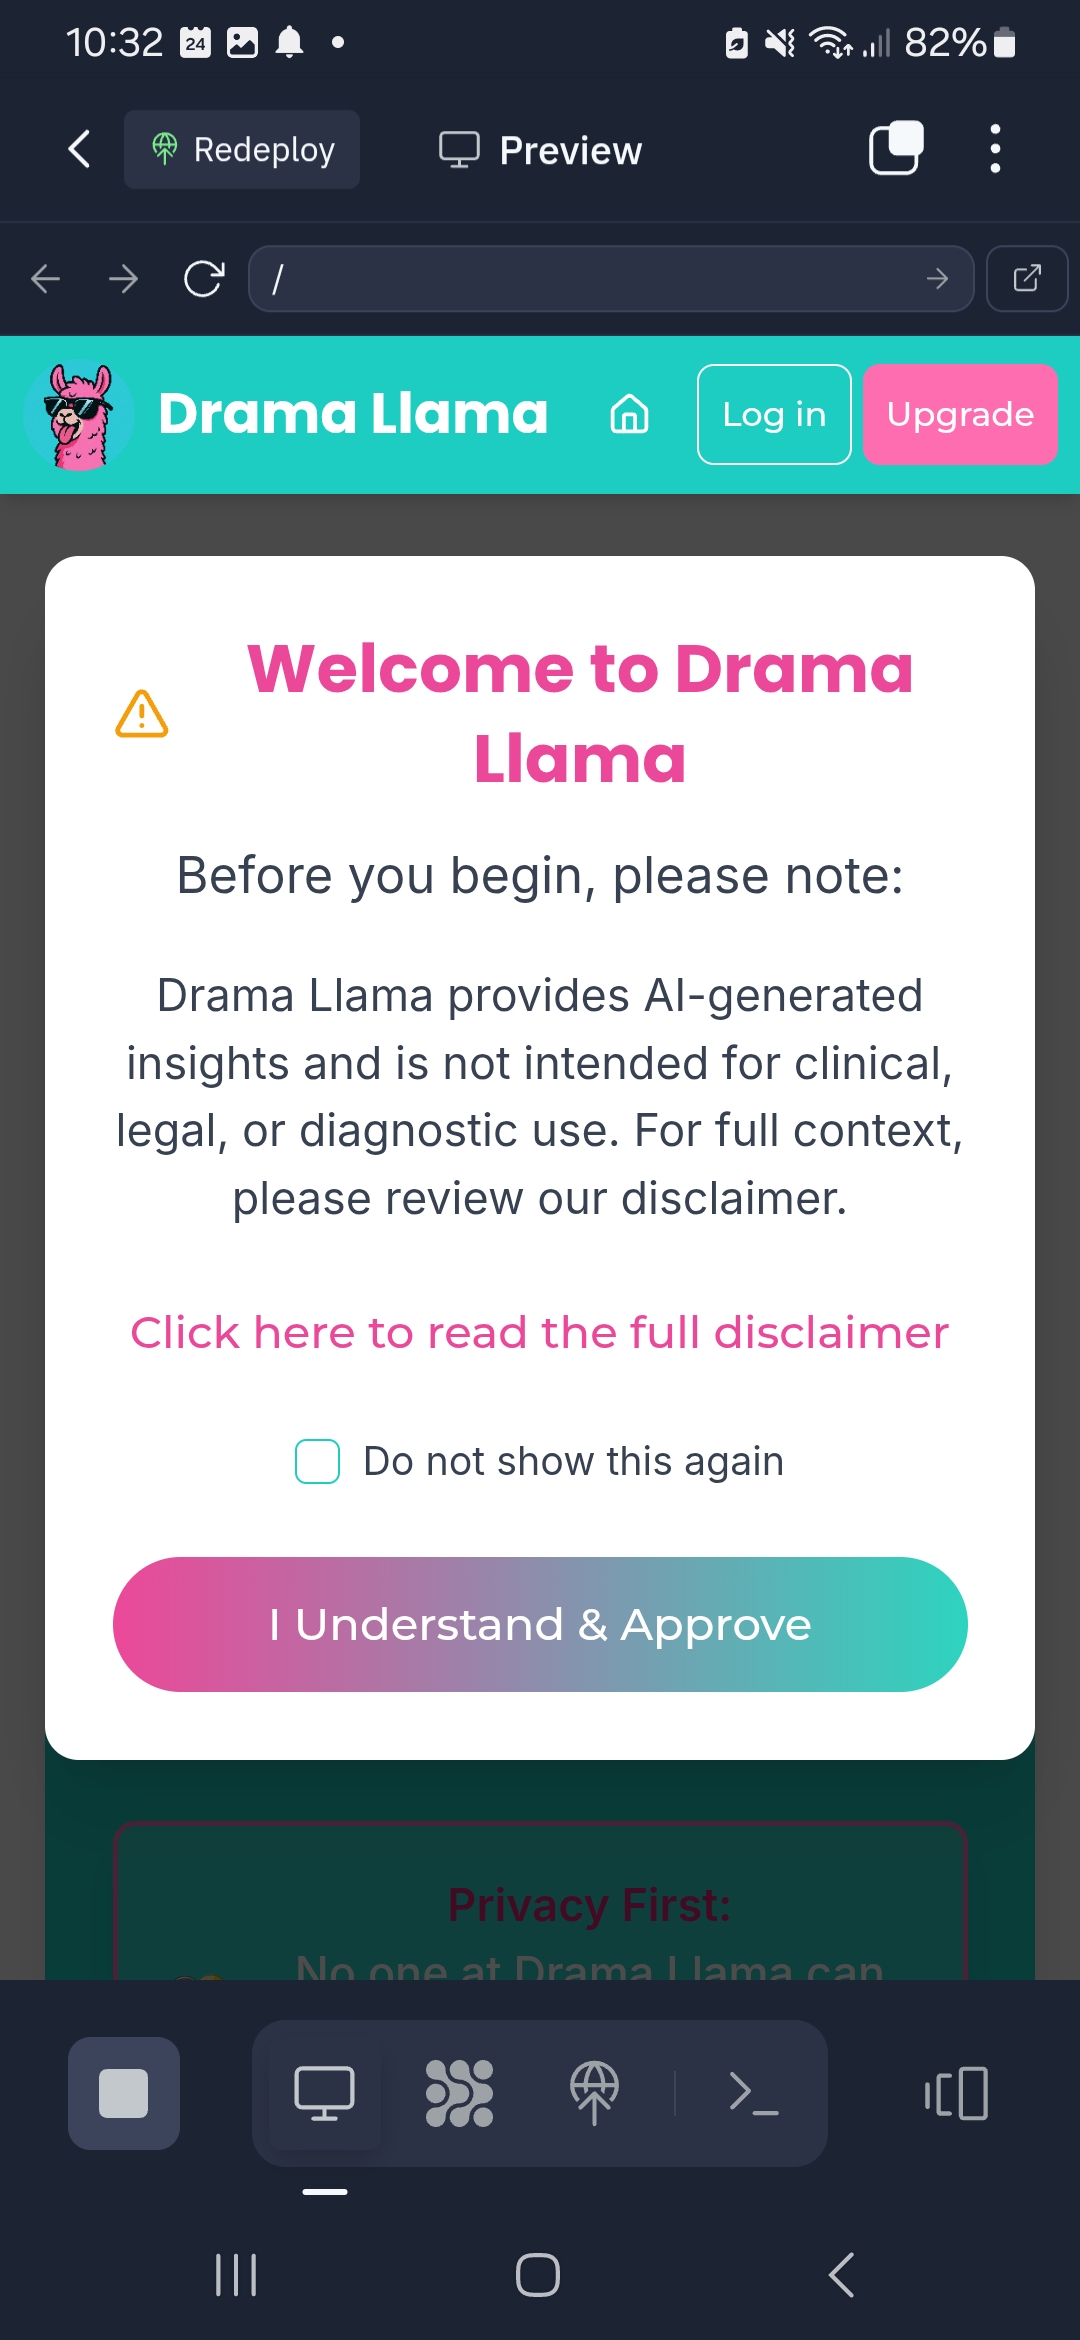 10:32 24 82%
Redeploy Preview
/
Drama Llama Log in Upgrade
Welcome to Drama
Llama
Before you begin, please note:
Drama Llama provides AI-generated
insights and is not intended for clinical,
legal, or diagnostic use. For full context,
please review our disclaimer.
Click here to read the full disclaimer
Do not show this again
I Understand & Approve
Privacy First:
No one at Drama Llama can